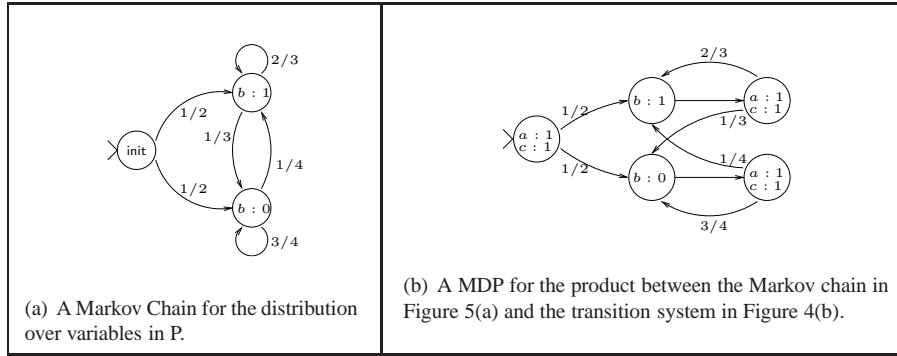 2/3
b : 1
1/2
1/3
init
1/4
1/2
b : 0
3/4
(a) A Markov Chain for the distribution
over variables in P.
2/3
b : 1
a : 1
c : 1
1/2
1/3
a : 1
c : 1
1/4
1/2
b : 0
a : 1
c : 1
3/4
(b) A MDP for the product between the Markov chain in
Figure 5(a) and the transition system in Figure 4(b).